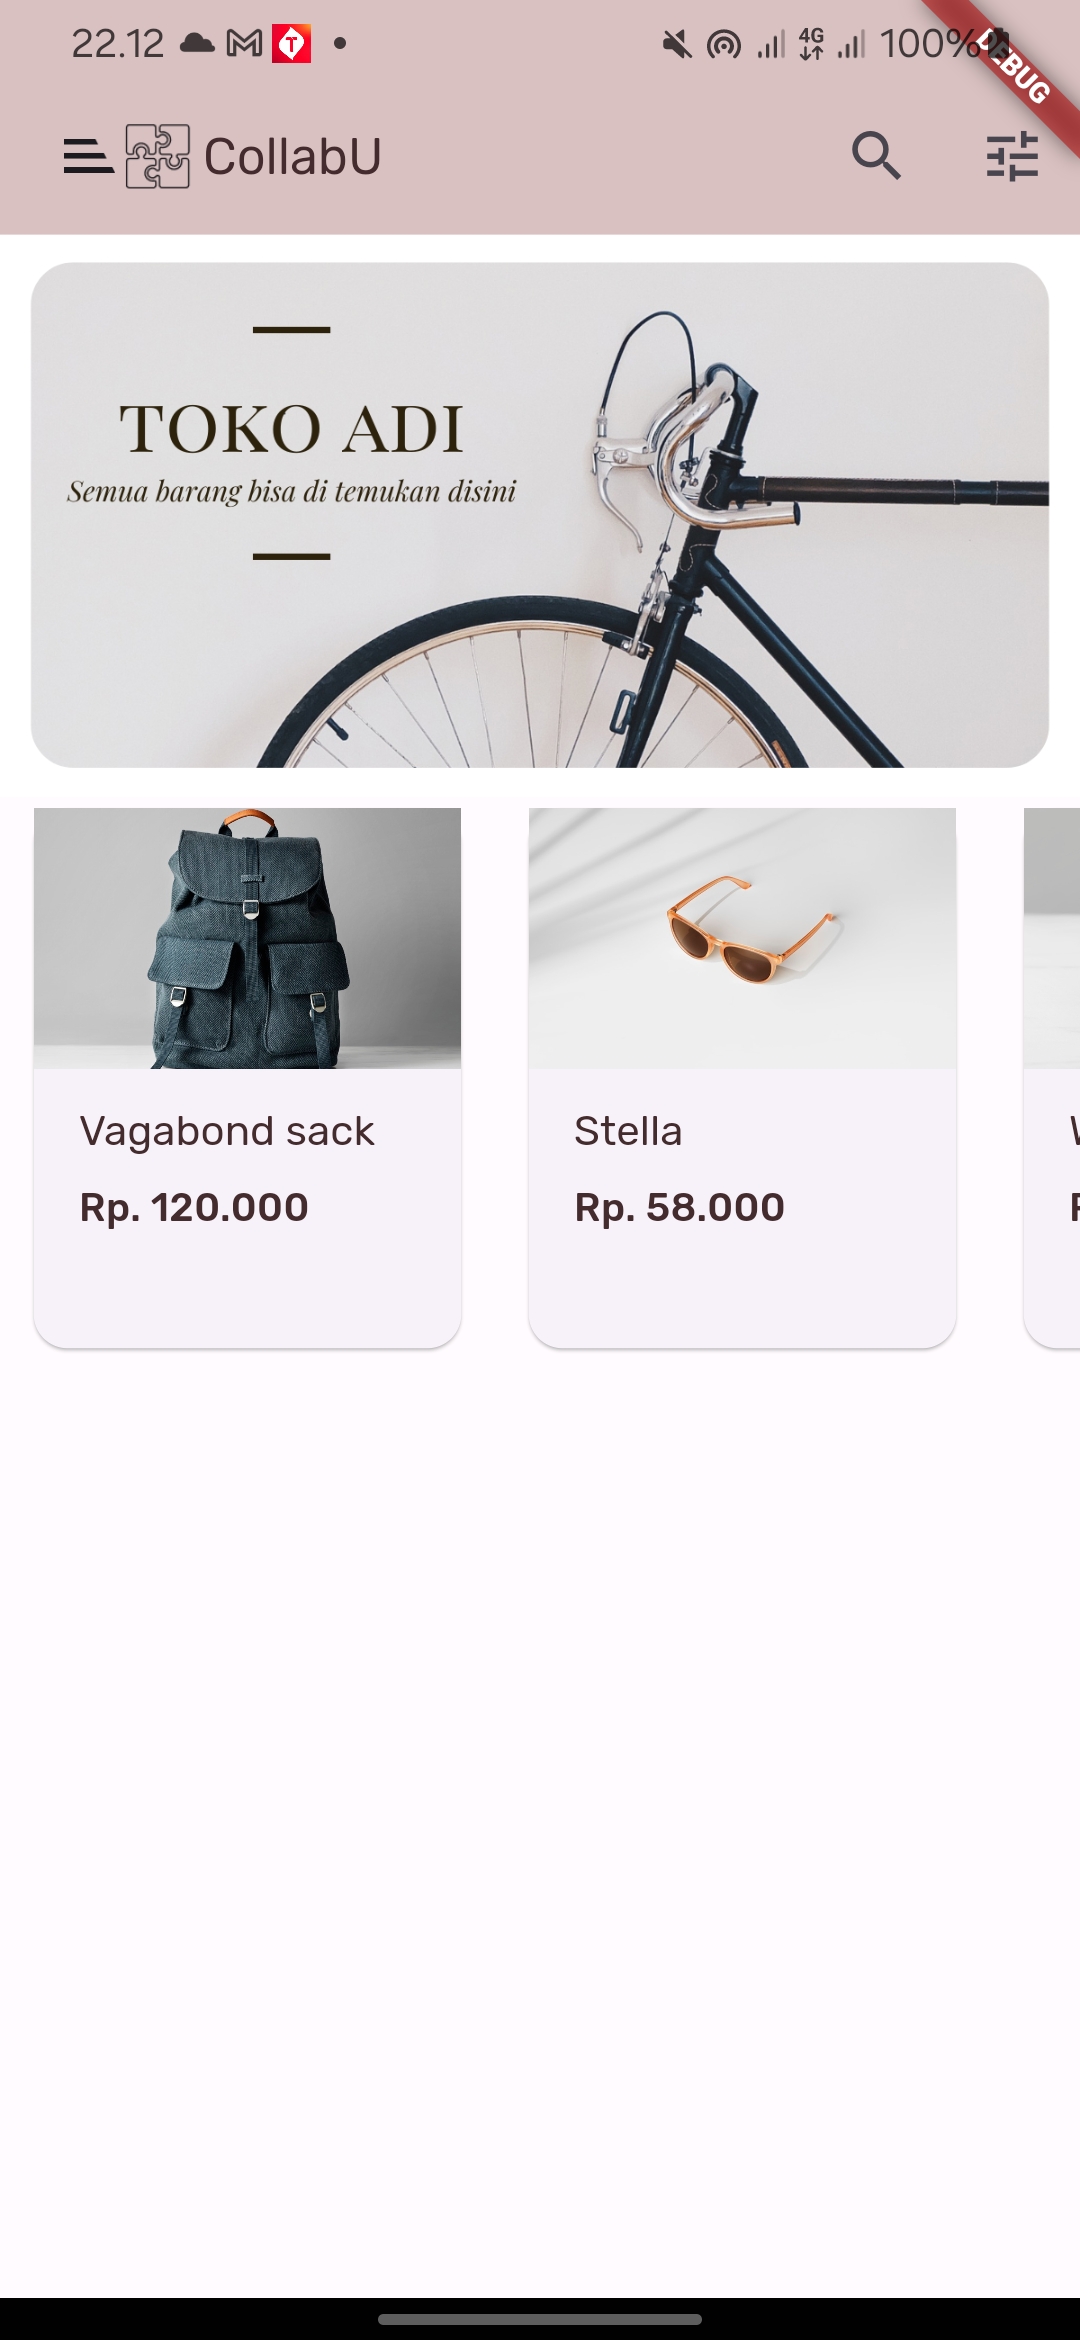 22.12
4G
100%
DEBUG
CollabU
TOKO ADI
Semua barang bisa di temukan disini
Vagabond sack
Rp. 120.000
Stella
Rp. 58.000